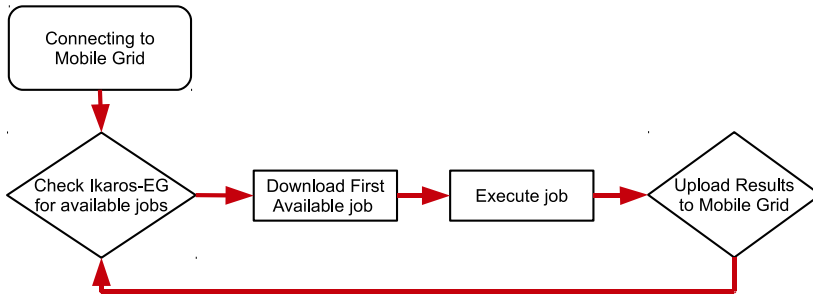 Connecting to
Mobile Grid
Check Ikaros-EG
for available jobs
Download First
Available job
Execute job
Upload Results
to Mobile Grid